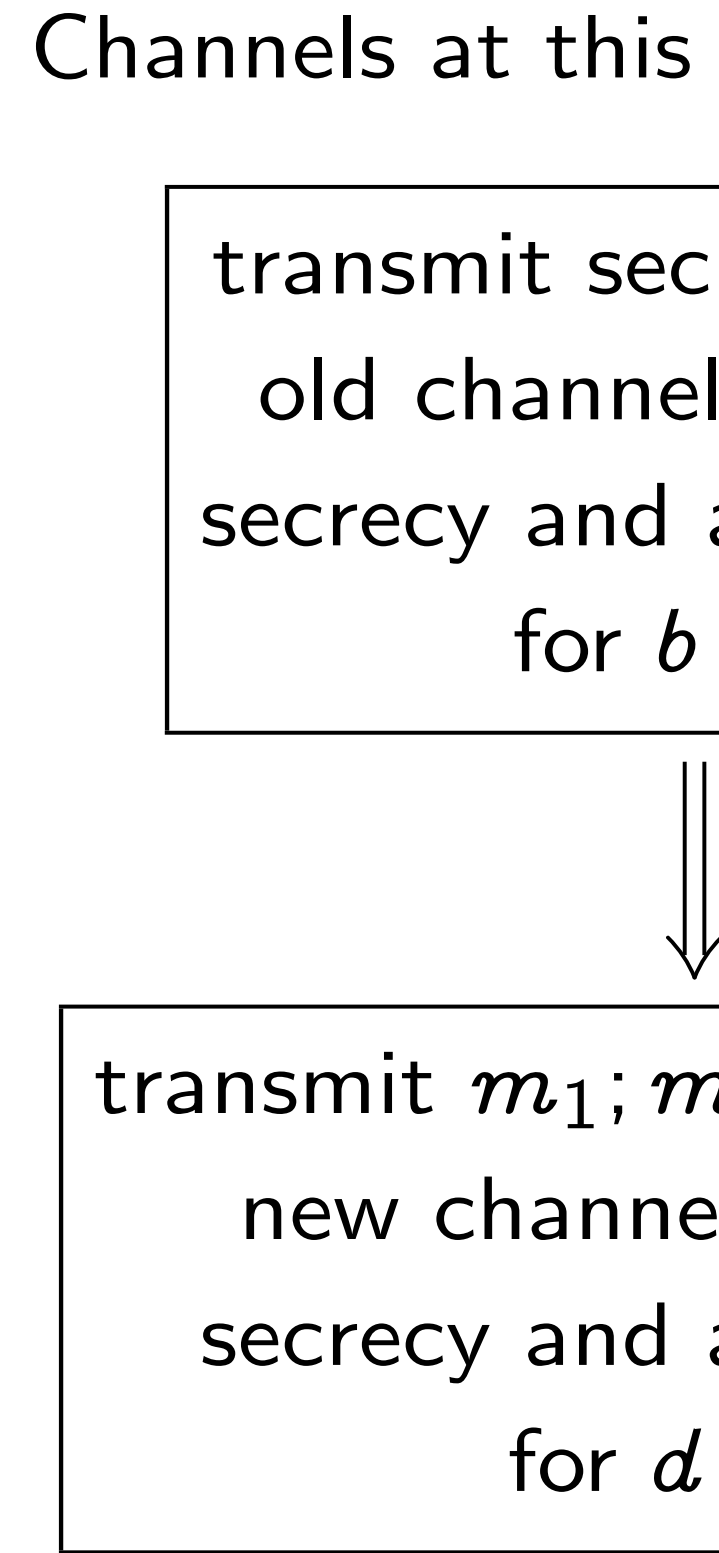 Channels at this
transmit sec
old channel
secrecy and a
for b
transmit m₁; m
new channe
secrecy and a
for d